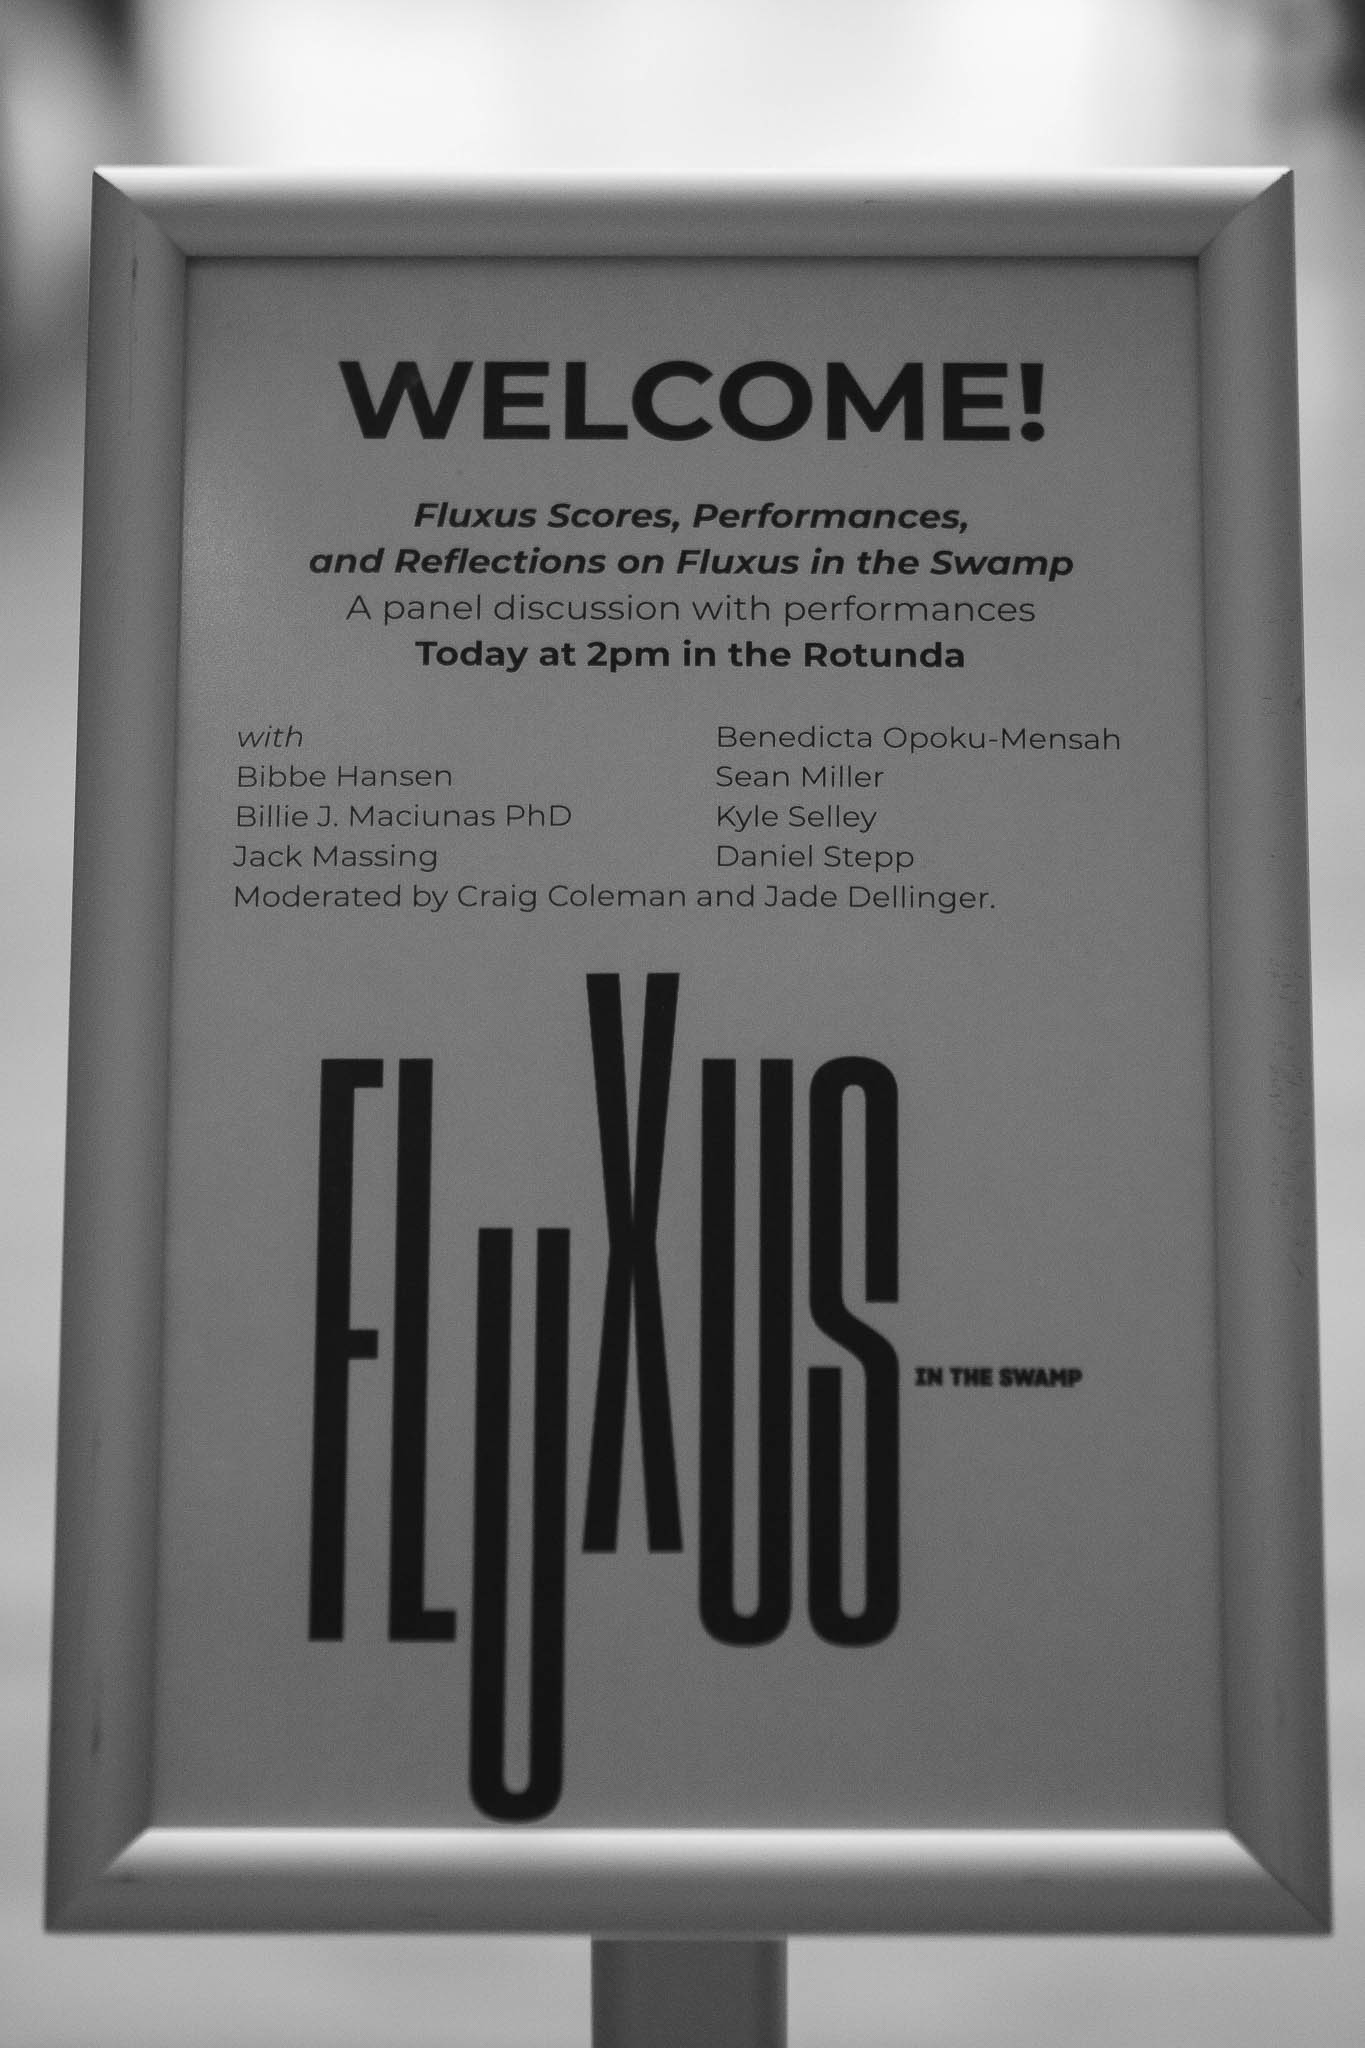 WELCOME!
Fluxus Scores, Performances,
and Reflections on Fluxus in the Swamp
A panel discussion with performances
Today at 2pm in the Rotunda
with
Bibbe Hansen
Billie J. Maciunas PhD
Jack Massing
Benedicta Opoku-Mensah
Sean Miller
Kyle Selley
Daniel Stepp
Moderated by Craig Coleman and Jade Dellinger.
FLUXUS
IN THE SWAMP